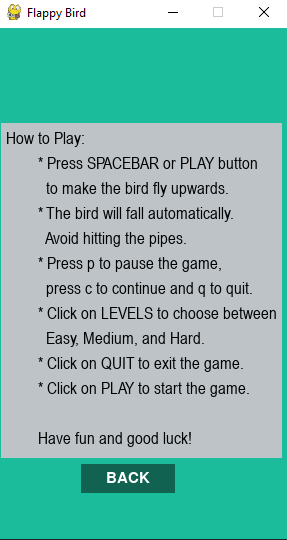 Flappy Bird
How to Play:
* Press SPACEBAR or PLAY button
to make the bird fly upwards.
* The bird will fall automatically.
Avoid hitting the pipes.
* Press p to pause the game,
press c to continue and q to quit.
* Click on LEVELS to choose between
Easy, Medium, and Hard.
* Click on QUIT to exit the game.
* Click on PLAY to start the game.
Have fun and good luck!
BACK